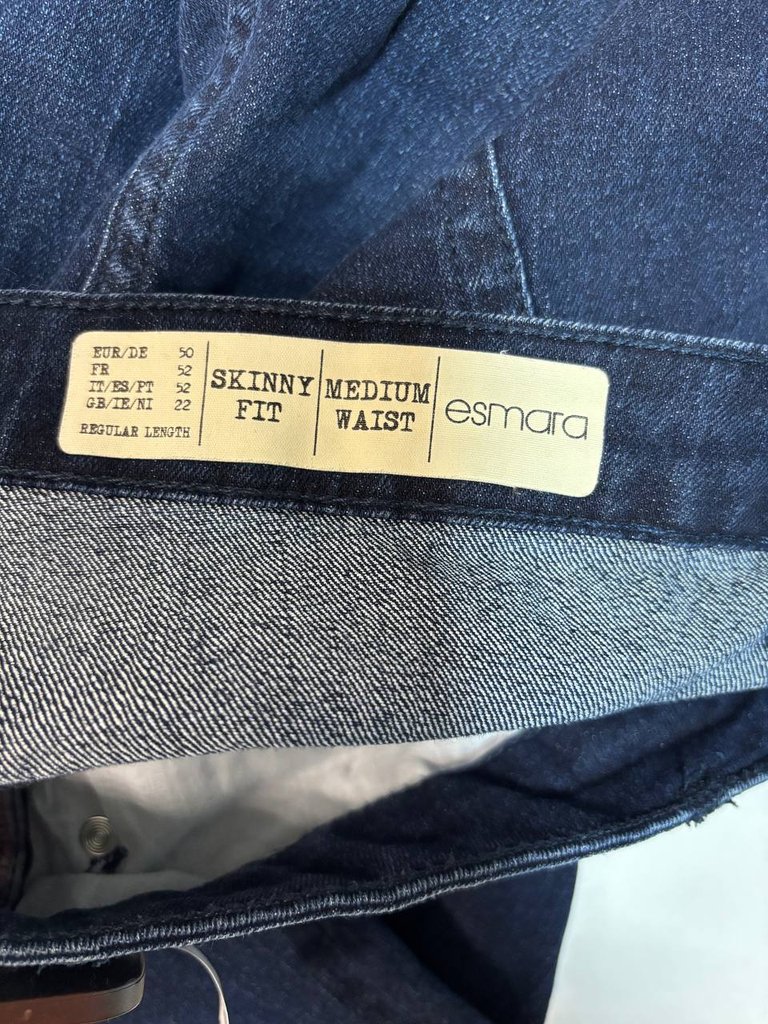 EUR/DE 50
FR 52
IT/ES/PT 52
GB/IE/NI 22
REGULAR LENGTH
SKINNY
FIT
MEDIUM
WAIST
esmara